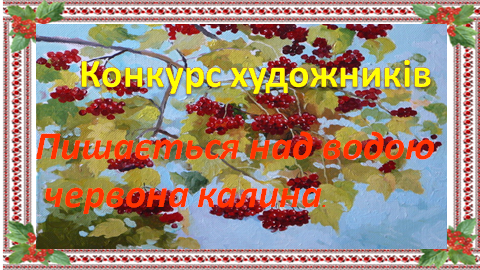 Конкурс художників
Пишається над водою
червона калина